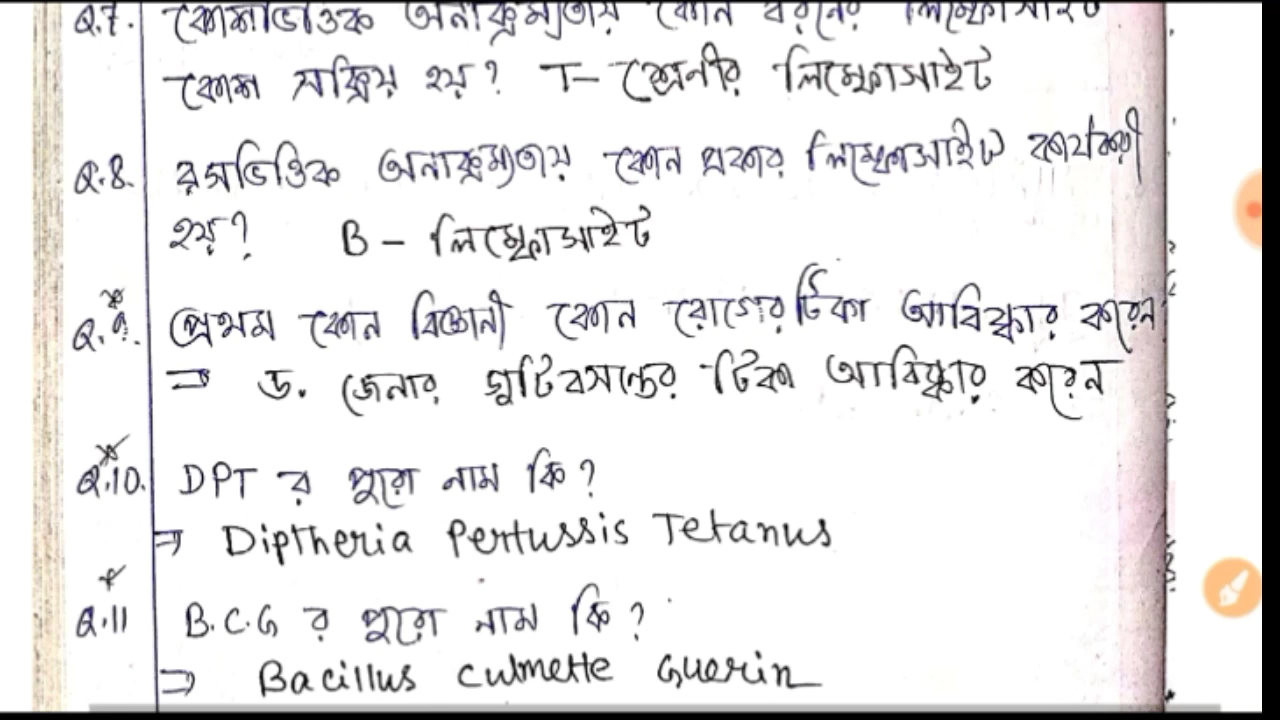 Q.7. কোশভিত্তিক অনাক্রম্যতায় কোন ধরনের লিম্ফোসাইট
কোশ সক্রিয় হয়? T- শ্রেনীর লিম্ফোসাইট
Q.8. রসভিত্তিক অনাক্রম্যতায় কোন প্রকার লিম্ফোসাইট কার্যকরী
হয়? B - লিম্ফোসাইট
Q.9. প্রথম কোন বিজ্ঞানী কোন রোগের টিকা আবিষ্কার করেন?
⇒ ড. জেনার গুটিবসন্তের টিকা আবিষ্কার করেন
Q.10. DPT র পুরো নাম কি?
⇒ Diptheria Pertussis Tetanus
Q.11 B.C.G র পুরো নাম কি?
⇒ Bacillus Culmette Guerin